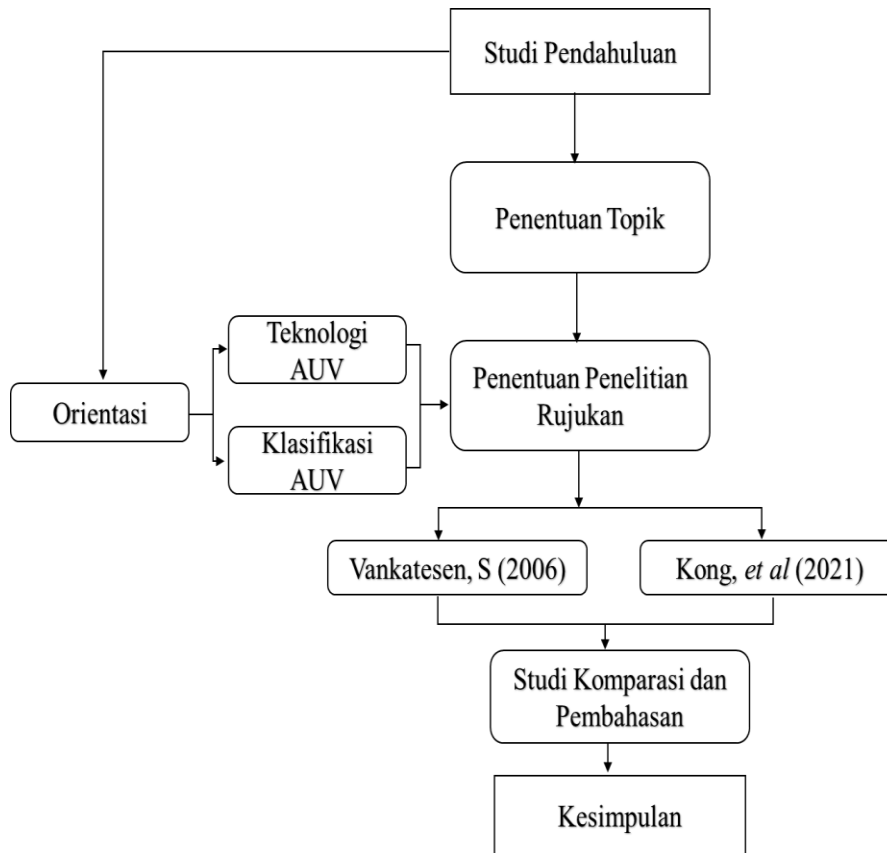 Studi Pendahuluan
Penentuan Topik
Teknologi
AUV
Penentuan Penelitian
Rujukan
Orientasi
Klasifikasi
AUV
Vankatesen, S (2006)
Kong, et al (2021)
Studi Komparasi dan
Pembahasan
Kesimpulan